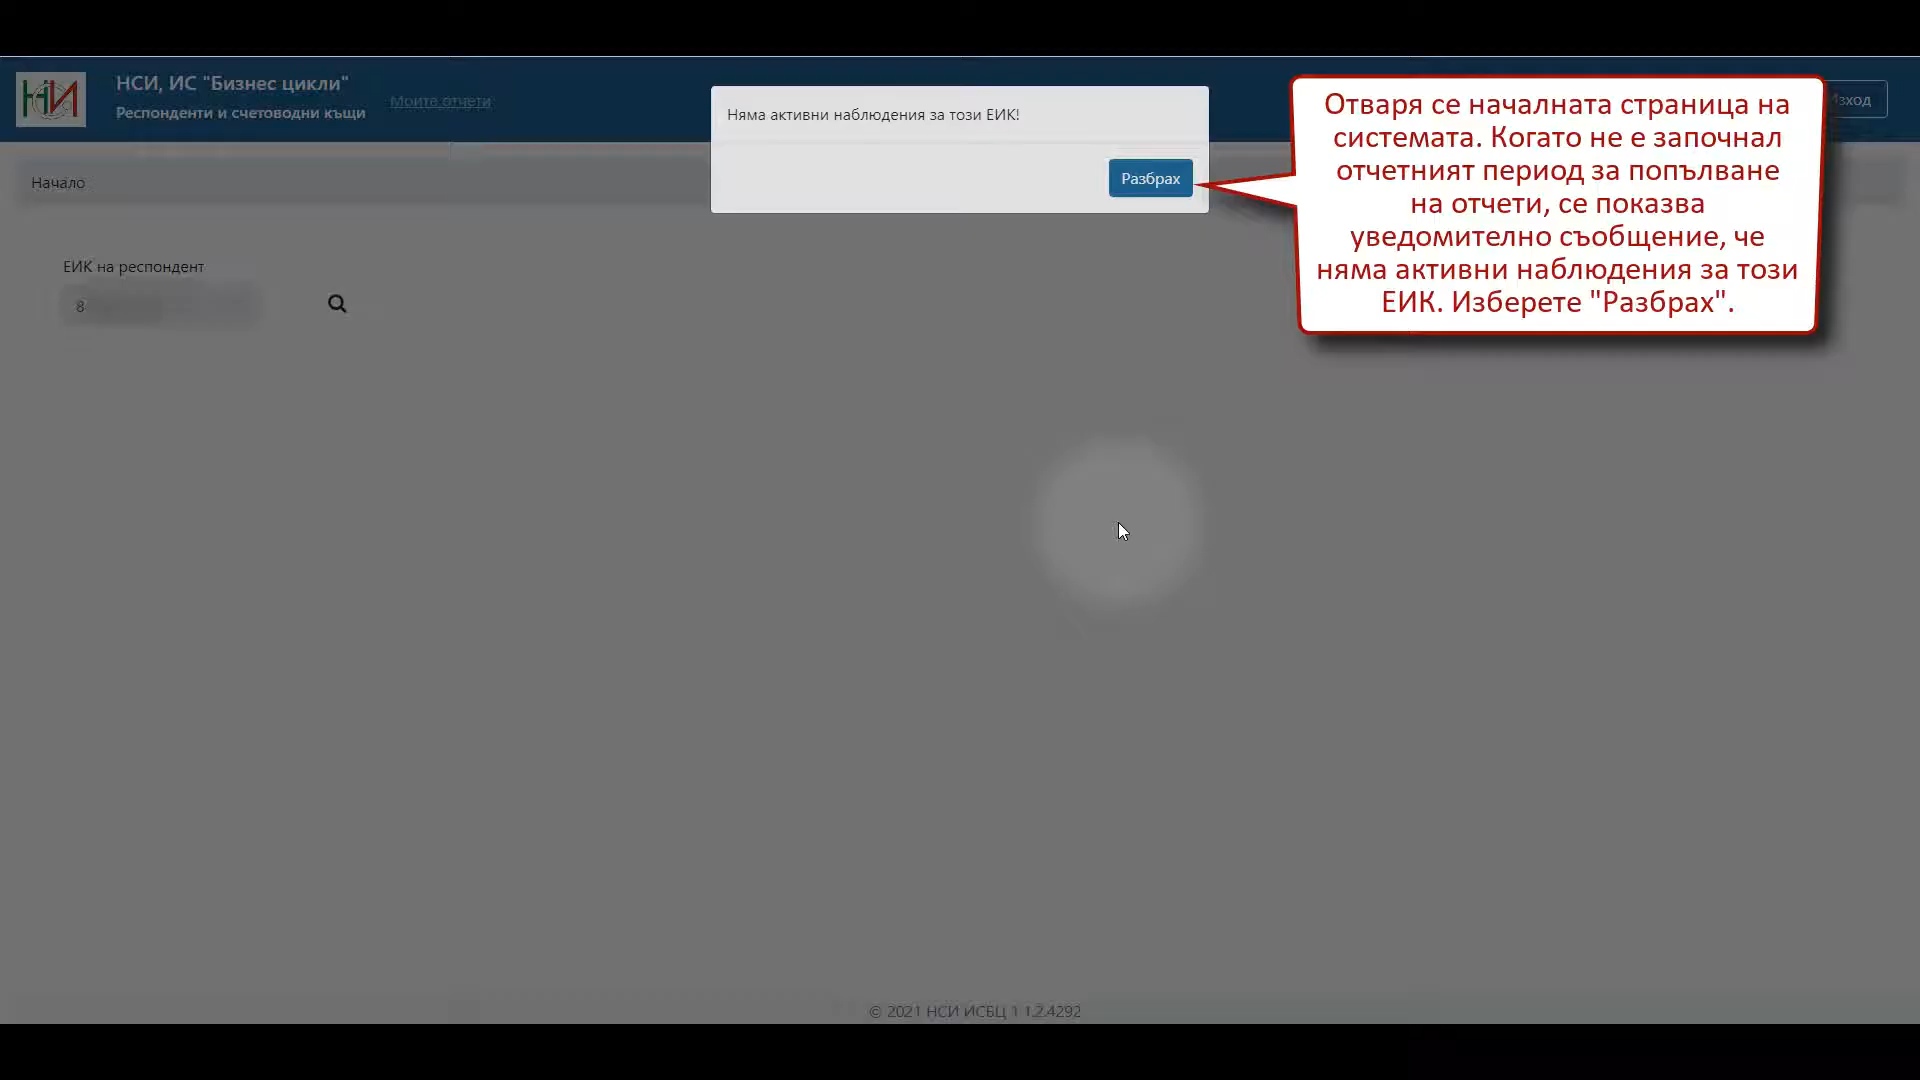 НСИ, ИС "Бизнес цикли"
Респонденти и счетоводни къщи
Моите отчети
Няма активни наблюдения за този ЕИК!
Разбрах
Отваря се началната страница на
системата. Когато не е започнал
отчетният период за попълване
на отчети, се показва
уведомително съобщение, че
няма активни наблюдения за този
ЕИК. Изберете "Разбрах".
Изход
Начало
ЕИК на респондент
8
© 2021 НСИ ИСБЦ 1.1.2.4292